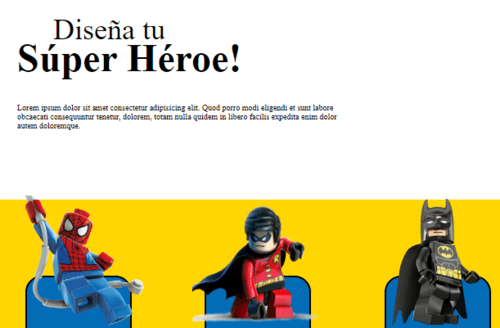 Diseña tu
Súper Héroe!
Lorem ipsum dolor sit amet consectetur adipisicing elit. Quod porro modi eligendi et sunt labore
obcaecati consequuntur tenetur, dolorem, totam nulla quidem in libero facilis expedita enim dolor
autem doloremque.